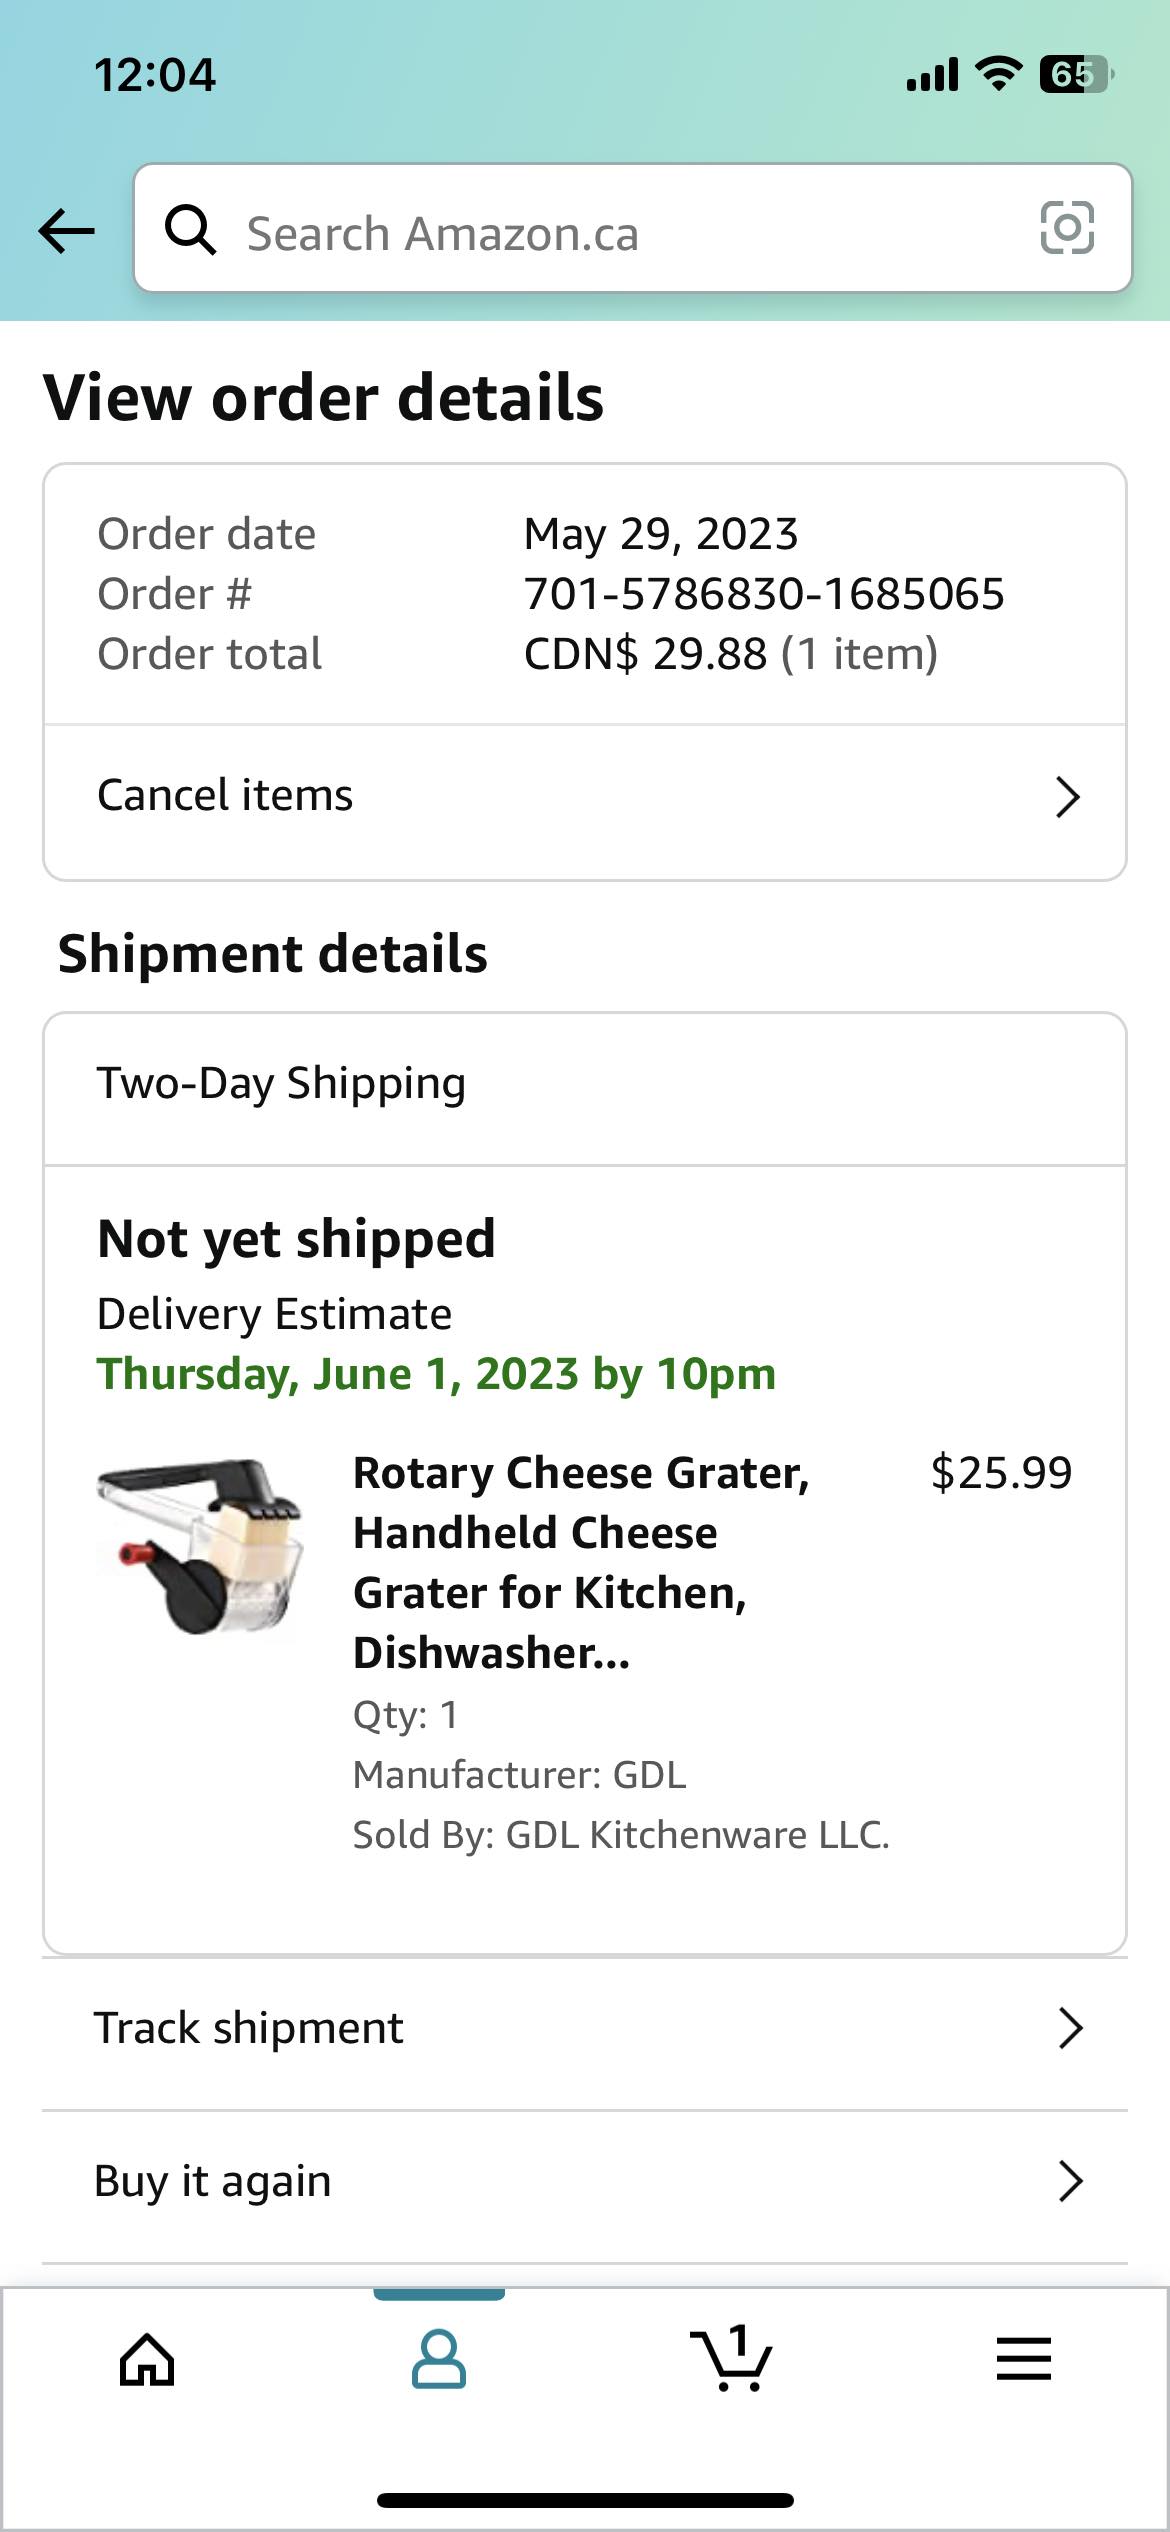 12:04
65
Search Amazon.ca
View order details
Order date May 29, 2023
Order # 701-5786830-1685065
Order total CDN$ 29.88 (1 item)
Cancel items
Shipment details
Two-Day Shipping
Not yet shipped
Delivery Estimate
Thursday, June 1, 2023 by 10pm
Rotary Cheese Grater, $25.99
Handheld Cheese
Grater for Kitchen,
Dishwasher...
Qty: 1
Manufacturer: GDL
Sold By: GDL Kitchenware LLC.
Track shipment
Buy it again
1